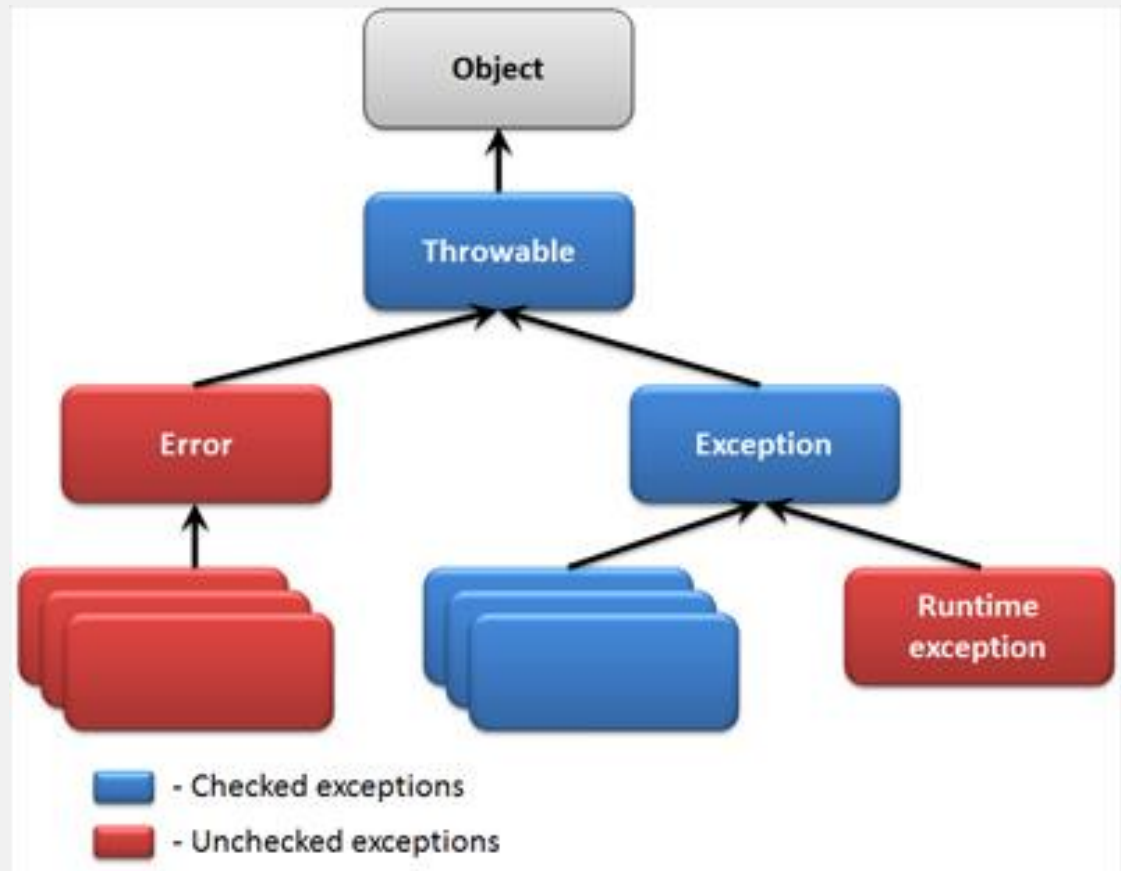 Object
Throwable
Error
Exception
Runtime
exception
- Checked exceptions
- Unchecked exceptions